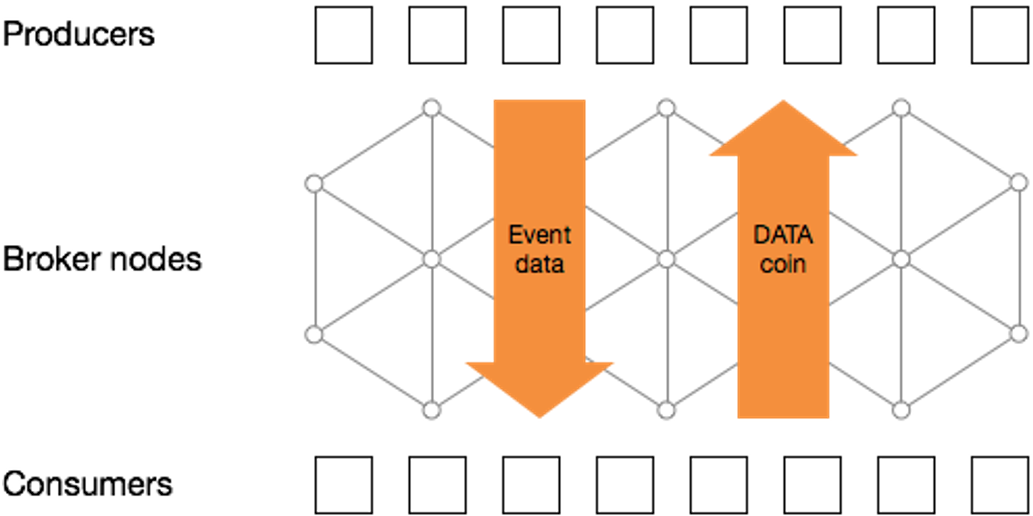 Producers
Event
data
DATA
coin
Broker nodes
Consumers